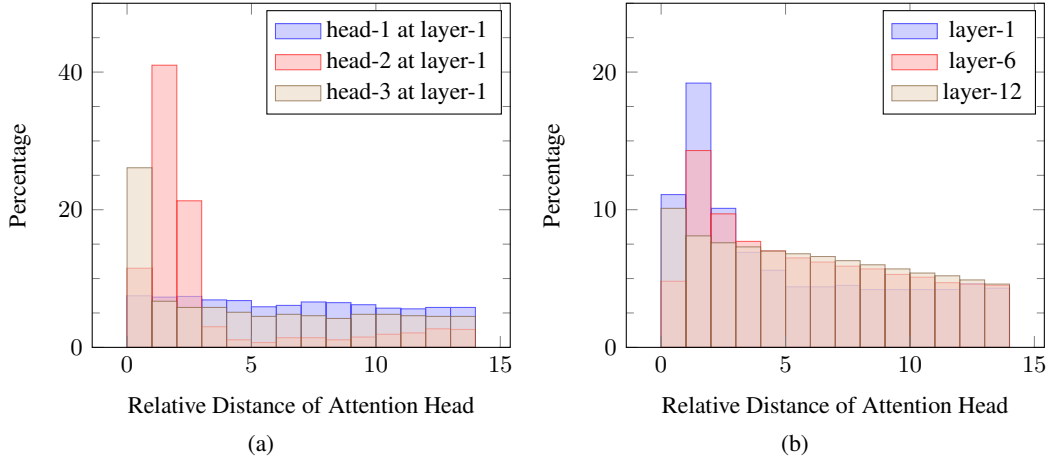 head-1 at layer-1
head-2 at layer-1
head-3 at layer-1
40
20
0
Percentage
0
5
10
15
Relative Distance of Attention Head
(a)
layer-1
layer-6
layer-12
20
10
0
Percentage
0
5
10
15
Relative Distance of Attention Head
(b)